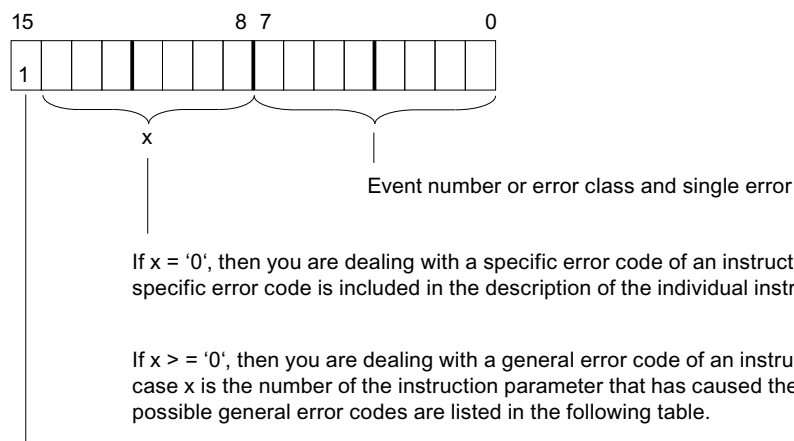 15 8 7 0
1
x
Event number or error class and single error
If x = ‘0‘, then you are dealing with a specific error code of an
specific error code is included in the description of the individual
If x > = ‘0‘, then you are dealing with a general error code of an
case x is the number of the instruction parameter that has caused the
possible general error codes are listed in the following table.